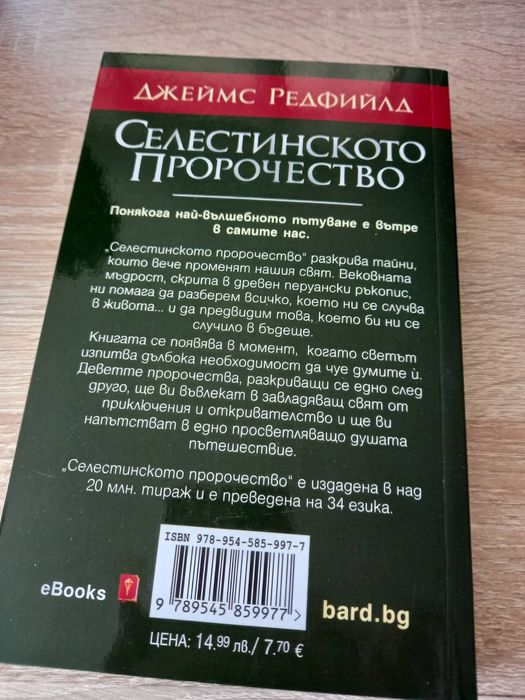 Джеймс Редфийлд
Селестинското
Пророчество
Понякога най-вълшебното пътуване е вътре
в самите нас.
„Селестинското пророчество“ разкрива тайни,
които вече променят нашия свят. Вековната
мъдрост, скрита в древен перуански ръкопис,
ни помага да разберем всичко, което ни се случва
в живота... и да предвидим това, което би ни се
случило в бъдеще.
Книгата се появява в момент, когато светът
изпитва дълбока необходимост да чуе думите ѝ.
Деветте пророчества, разкриващи се едно след
друго, ще ви въвлекат в завладяващ свят от
приключения и откривателство и ще ви
напътстват в едно просветляващо душата
пътешествие.
„Селестинското пророчество“ е издадена в над
20 млн. тираж и е преведена на 34 езика.
ISBN 978-954-585-997-7
9 789545 859977 >
eBooks
bard.bg
ЦЕНА: 14.99 лв./ 7.70 €